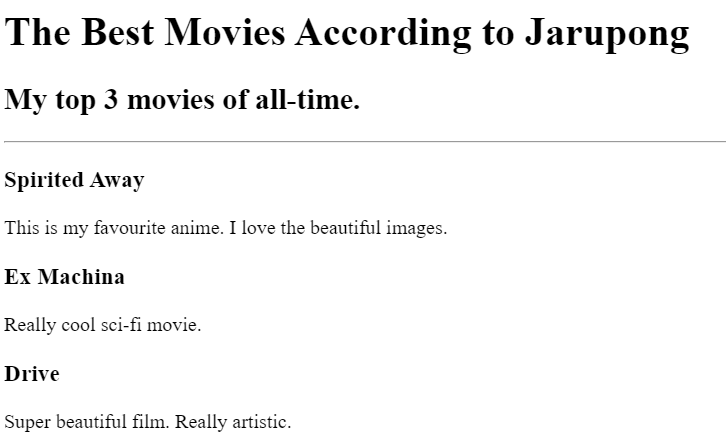 The Best Movies According to Jarupong
My top 3 movies of all-time.
Spirited Away
This is my favourite anime. I love the beautiful images.
Ex Machina
Really cool sci-fi movie.
Drive
Super beautiful film. Really artistic.